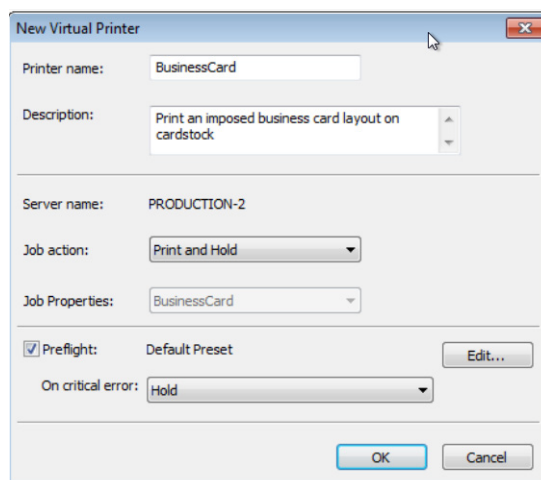 New Virtual Printer
Printer name: BusinessCard
Description: Print an imposed business card layout on
cardstock
Server name: PRODUCTION-2
Job action: Print and Hold
Job Properties: BusinessCard
Preflight: Default Preset Edit...
On critical error: Hold
OK Cancel